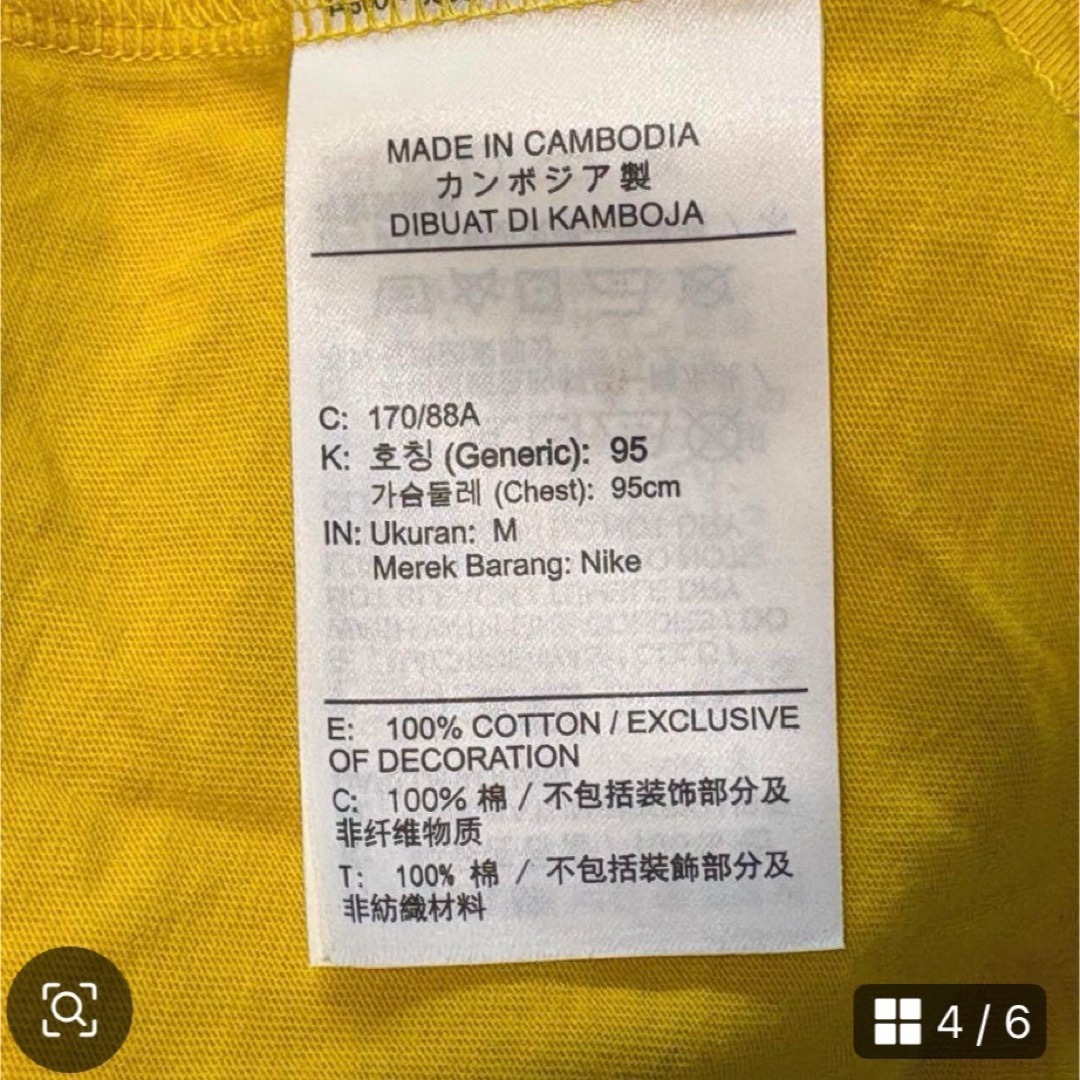 MADE IN CAMBODIA
カンボジア製
DIBUAT DI KAMBOJA
C: 170/88A
K: 호칭 (Generic): 95
가슴둘레 (Chest): 95cm
IN: Ukuran: M
Merek Barang: Nike
E: 100% COTTON / EXCLUSIVE
OF DECORATION
C: 100% 棉 / 不包括装饰部分及
非纤维物质
T: 100% 棉 / 不包括裝飾部分及
非紡織材料
4 / 6